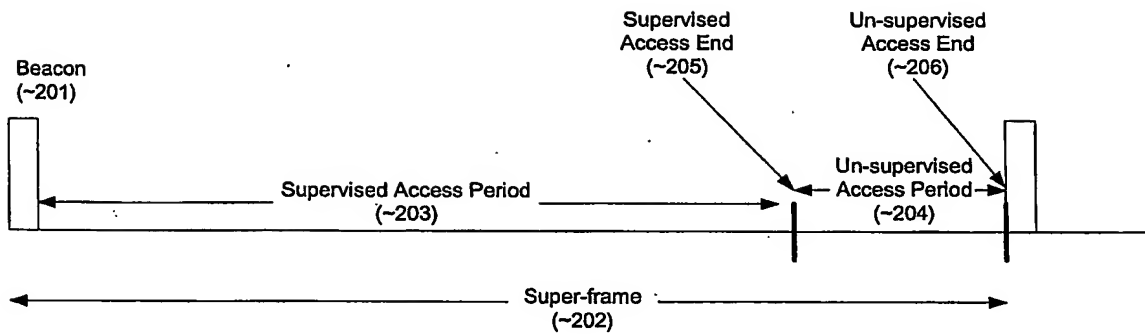 Supervised
Access End
(~205)
Un-supervised
Access End
(~206)
Beacon
(~201)
Supervised Access Period
(~203)
Un-supervised
Access Period
(~204)
Super-frame
(~202)